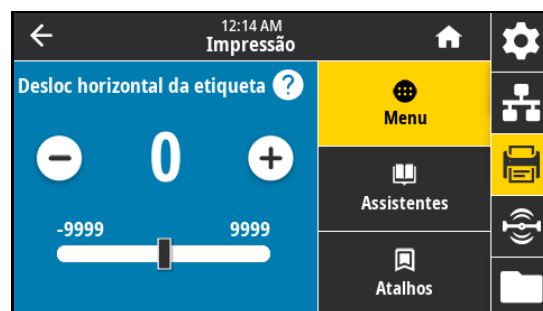 12:14 AM
Impressão
Desloc horizontal da etiqueta ?
0
-9999 9999
Menu
Assistentes
Atalhos